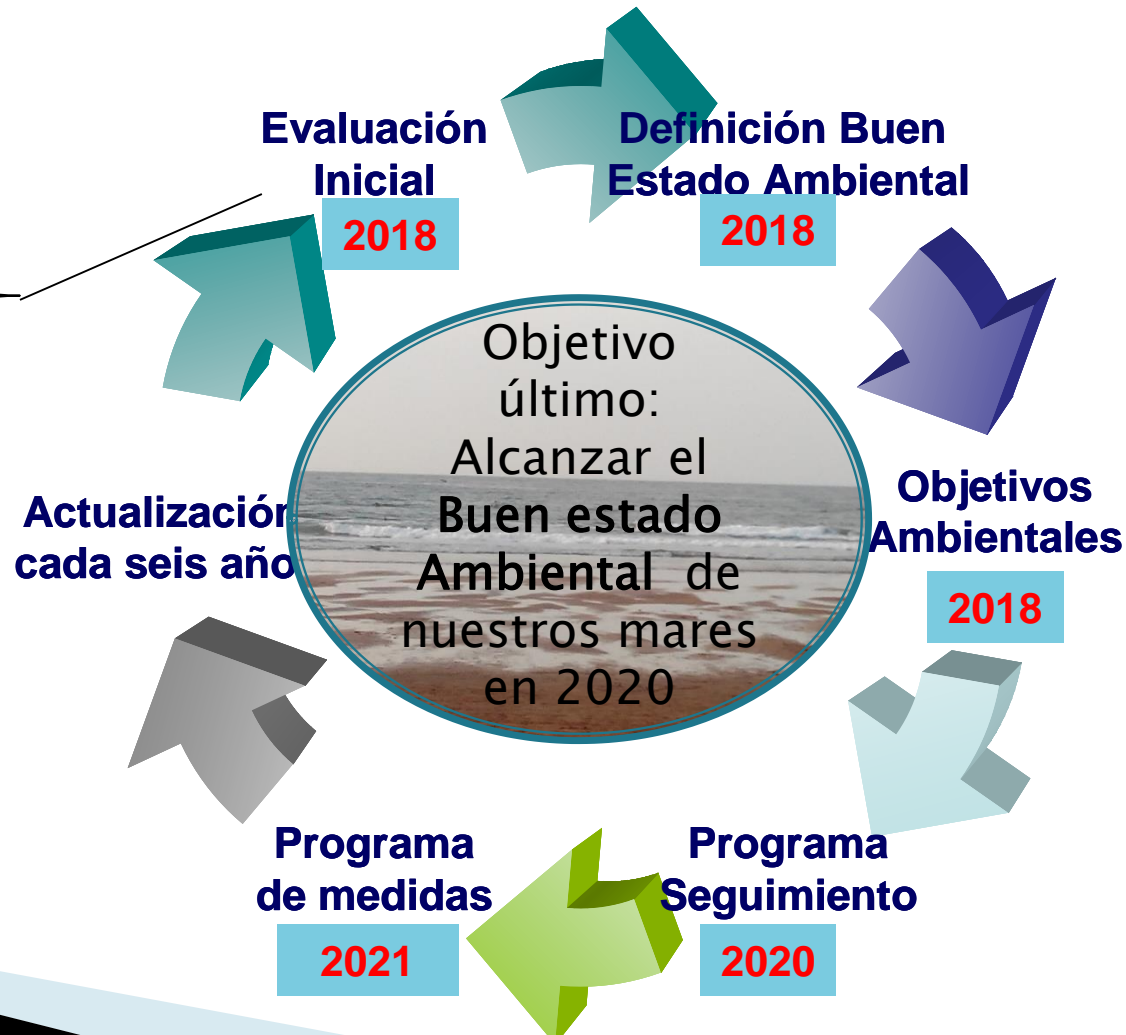 Evaluación
Inicial
2018
Definición Buen
Estado Ambiental
2018
Objetivos
Ambientales
2018
Programa
Seguimiento
2020
Programa
de medidas
2021
Actualización
cada seis año
Objetivo
último:
Alcanzar el
Buen estado
Ambiental de
nuestros mares
en 2020